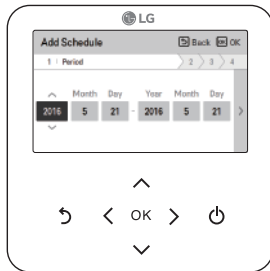 LG
Add Schedule Back OK OK
1 Period 2 3 4
Month Day Year Month Day
2016 5 21 - 2016 5 21
OK